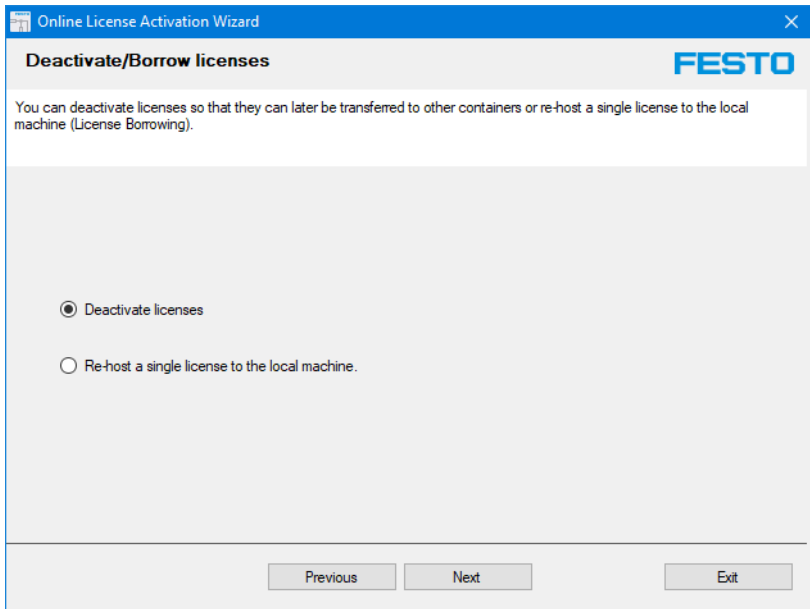 Online License Activation Wizard
Deactivate/Borrow licenses
FESTO
You can deactivate licenses so that they can later be transferred to other containers or re-host a single license to the local
machine (License Borrowing).
Deactivate licenses
Re-host a single license to the local machine.
Previous
Next
Exit